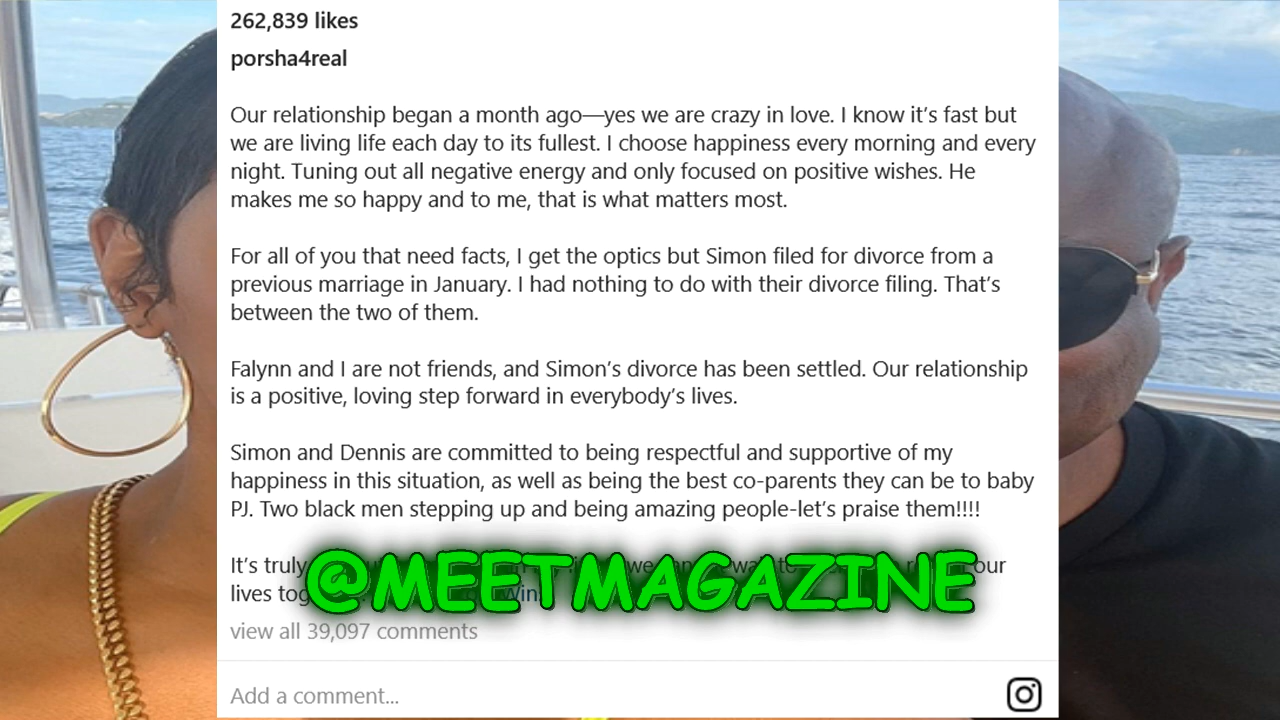 262,839 likes
porsha4real
Our relationship began a month ago—yes we are crazy in love. I know it's fast but
we are living life each day to its fullest. I choose happiness every morning and every
night. Tuning out all negative energy and only focused on positive wishes. He
makes me so happy and to me, that is what matters most.
For all of you that need facts, I get the optics but Simon filed for divorce from a
previous marriage in January. I had nothing to do with their divorce filing. That's
between the two of them.
Falynn and I are not friends, and Simon's divorce has been settled. Our relationship
is a positive, loving step forward in everybody's lives.
Simon and Dennis are committed to being respectful and supportive of my
happiness in this situation, as well as being the best co-parents they can be to baby
PJ. Two black men stepping up and being amazing people-let's praise them!!!!
It's truly our
lives
@MEETMAGAZINE
view all 39,097 comments
Add a comment...